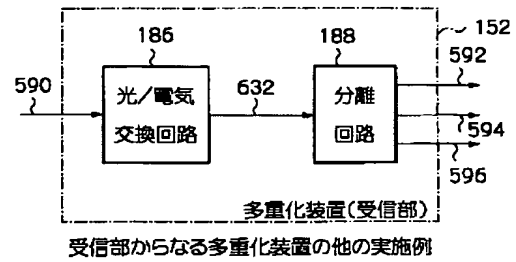 152
186
188
592
590
光/電気
交換回路
632
分離
回路
594
596
多重化装置(受信部)
受信部からなる多重化装置の他の実施例